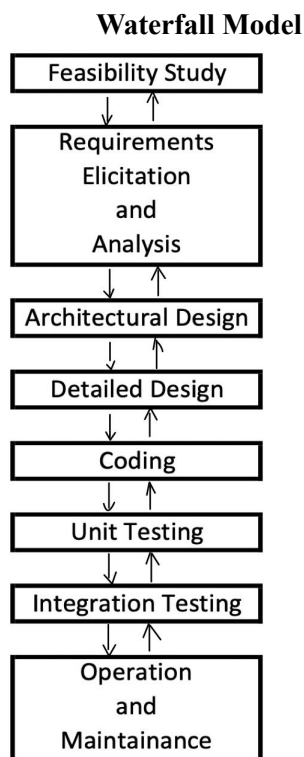 Waterfall Model
Feasibility Study
Requirements
Elicitation
and
Analysis
Architectural Design
Detailed Design
Coding
Unit Testing
Integration Testing
Operation
and
Maintainance